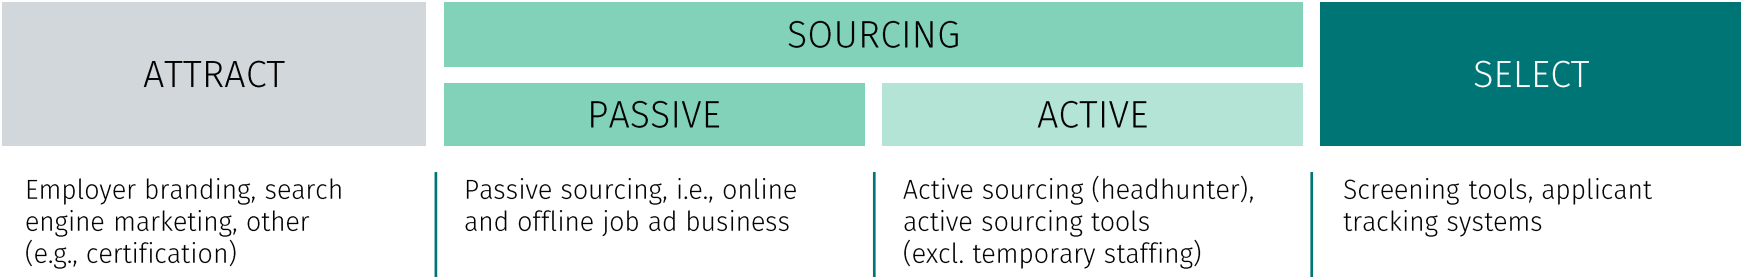 ATTRACT
SOURCING
PASSIVE
ACTIVE
SELECT
Employer branding, search
engine marketing, other
(e.g., certification)
Passive sourcing, i.e., online
and offline job ad business
Active sourcing (headhunter),
active sourcing tools
(excl. temporary staffing)
Screening tools, applicant
tracking systems